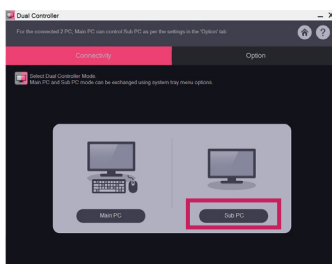 Dual Controller
For the connected 2 PC, Main PC can control Sub PC as per the settings in the 'Option' tab
Connectivity
Option
Select Dual Controller Mode
Main PC and Sub PC mode can be exchanged using system tray menu options.
Main PC
Sub PC